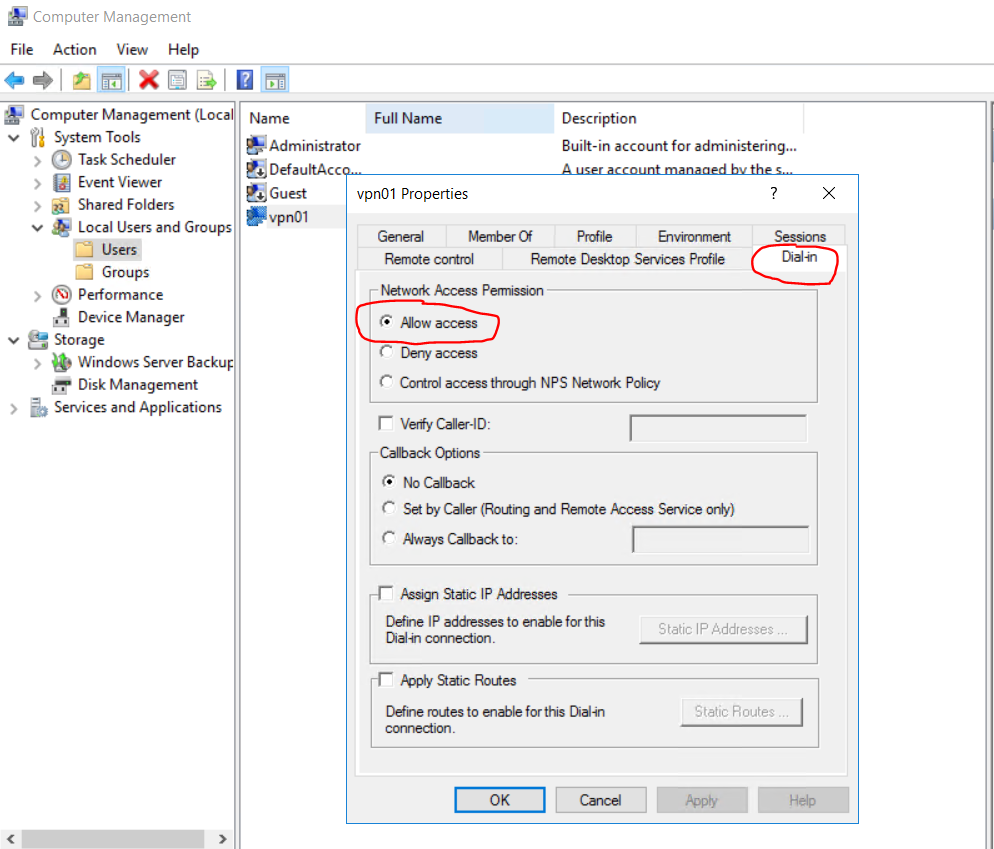 Computer Management
File Action View Help
Computer Management (Local
System Tools
Task Scheduler
Event Viewer
Shared Folders
Local Users and Groups
Users
Groups
Performance
Device Manager
Storage
Windows Server Backup
Disk Management
Services and Applications
Name Full Name Description
Administrator Built-in account for administering...
DefaultAcco... A user account managed by the s...
Guest
vpn01
vpn01 Properties
General Member Of Profile Environment Sessions
Remote control Remote Desktop Services Profile Dial-in
Network Access Permission
Allow access
Deny access
Control access through NPS Network Policy
Verify Caller-ID:
Callback Options
No Callback
Set by Caller (Routing and Remote Access Service only)
Always Callback to:
Assign Static IP Addresses
Define IP addresses to enable for this
Dial-in connection.
Static IP Addresses ...
Apply Static Routes
Define routes to enable for this Dial-in
connection.
Static Routes ...
OK Cancel Apply Help